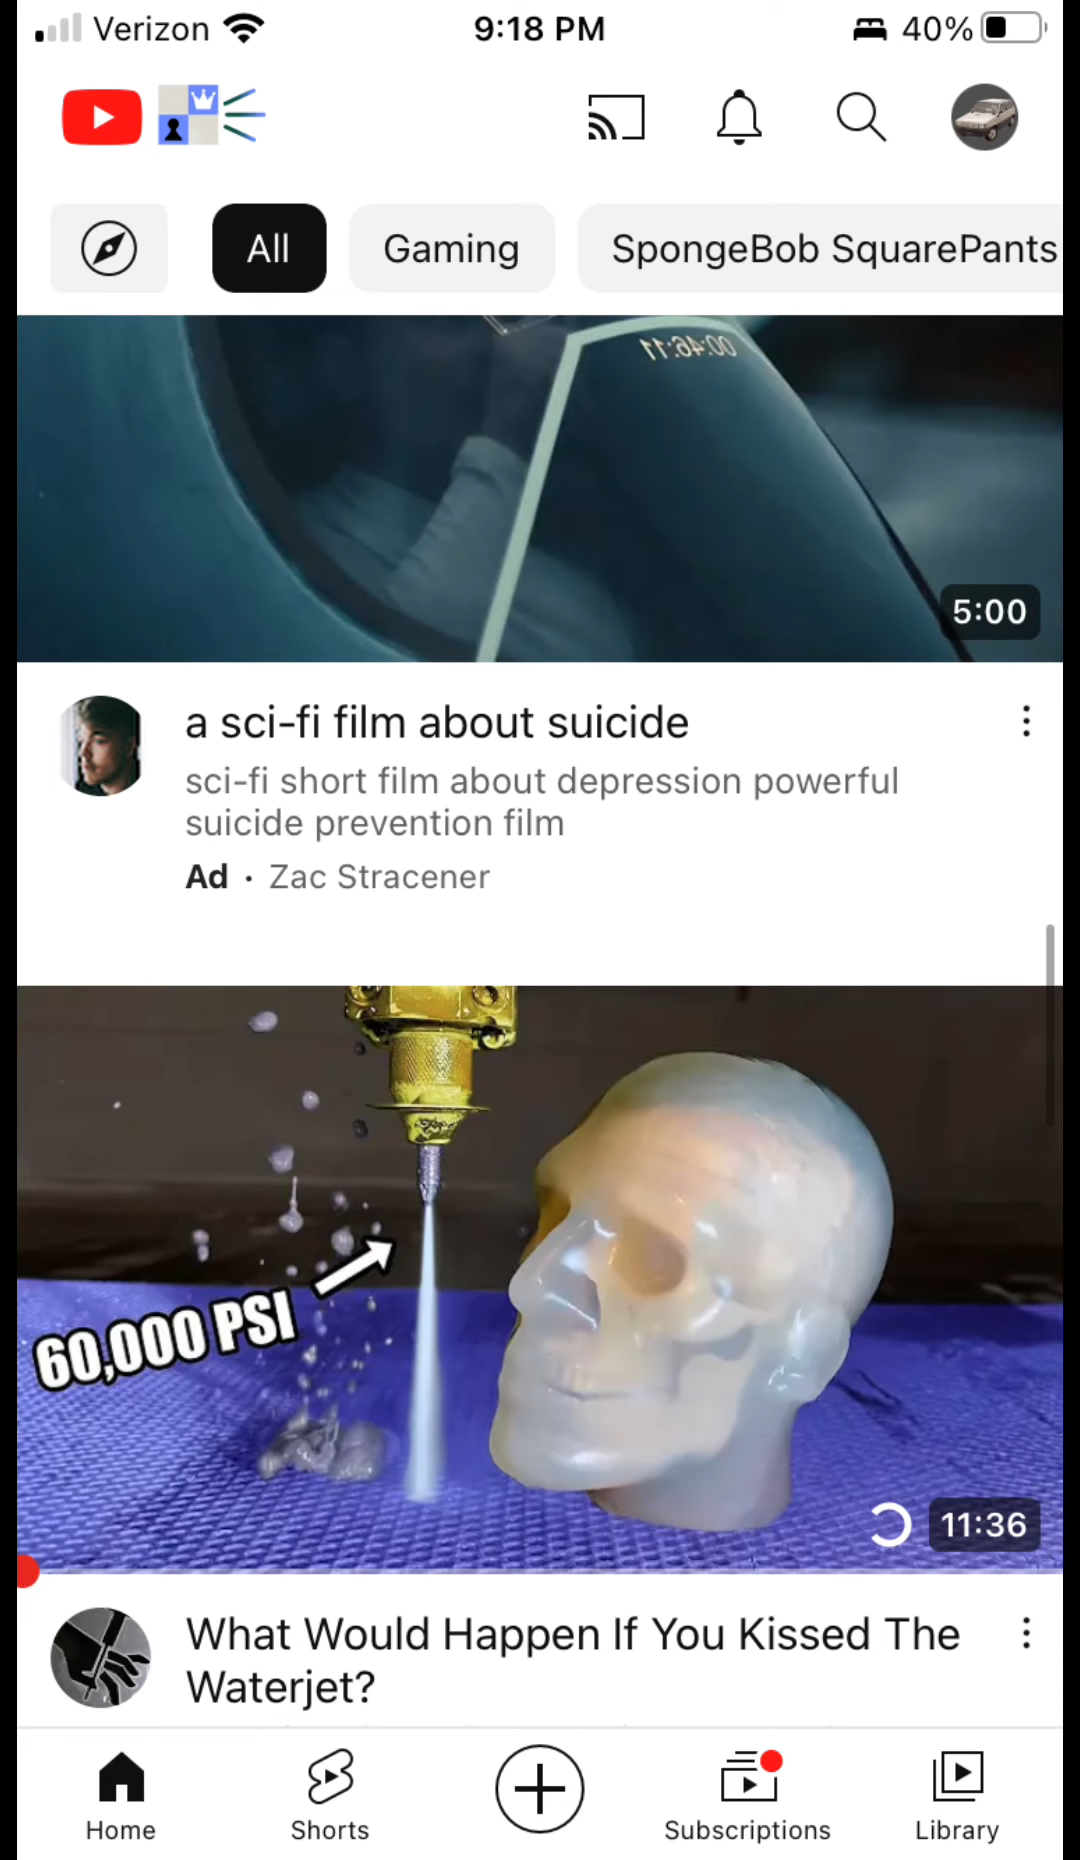 Verizon 9:18 PM 40%
All Gaming SpongeBob SquarePants
00:46:11
5:00
a sci-fi film about suicide
sci-fi short film about depression powerful
suicide prevention film
Ad · Zac Stracener
60,000 PSI
11:36
What Would Happen If You Kissed The
Waterjet?
Home Shorts Subscriptions Library